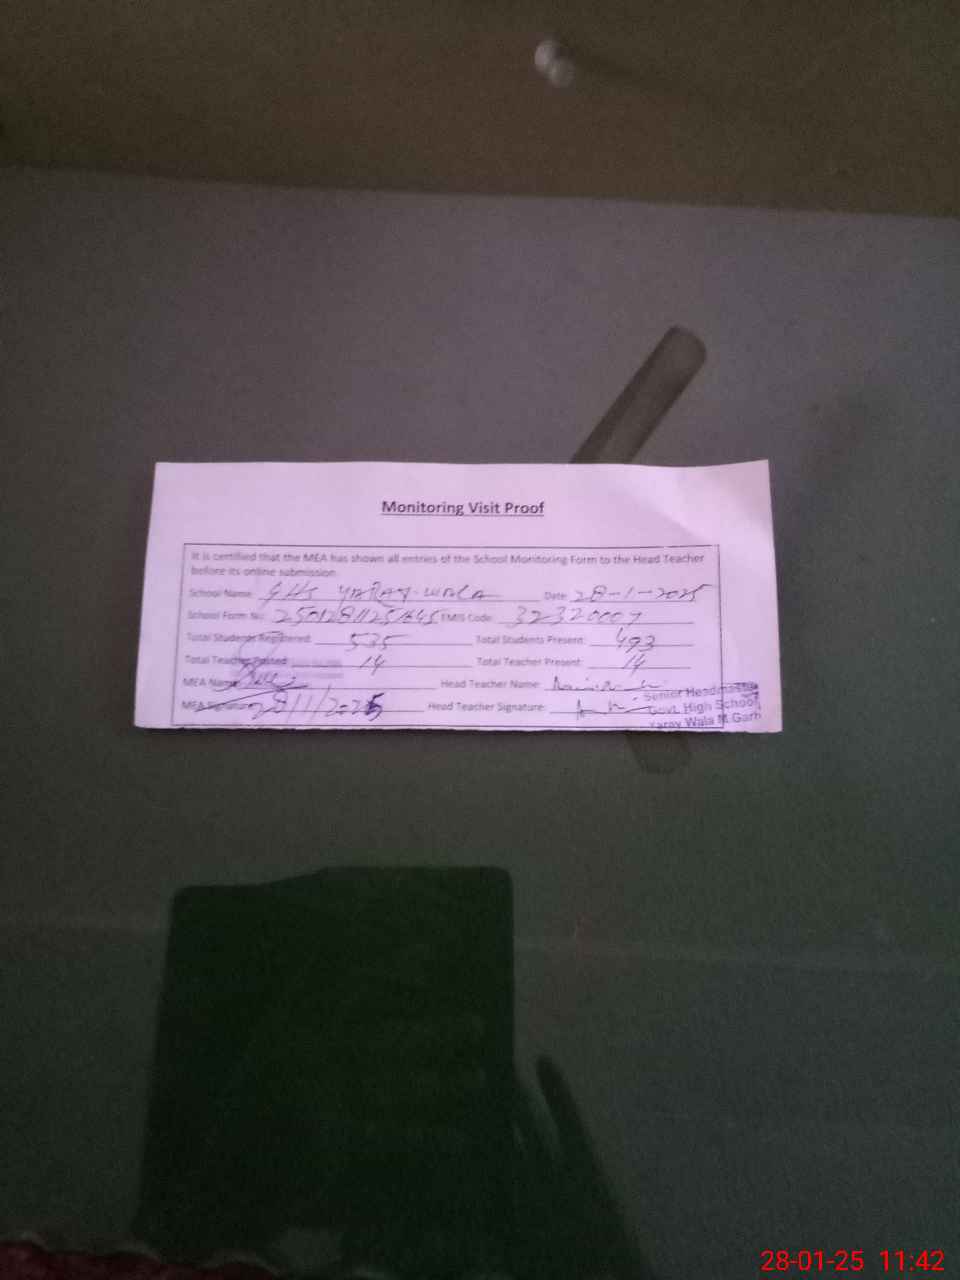 Monitoring Visit Proof
It is certified that the MEA has shown all entries of the School Monitoring Form to the Head Teacher
before its online submission
School Name: GHS YARAY-WALA Date 28-1-2025
School Form No: EMIS Code: 32320007
Total Students Registered: 535 Total Students Present: 493
Total Teacher Posted: 14 Total Teacher Present: 14
MEA Name: Head Teacher Name:
MEA Signature: 28/1/2025 Head Teacher Signature:
Senior Headmaster
Govt. High School,
Yaray Wala M.Garh
28-01-25 11:42